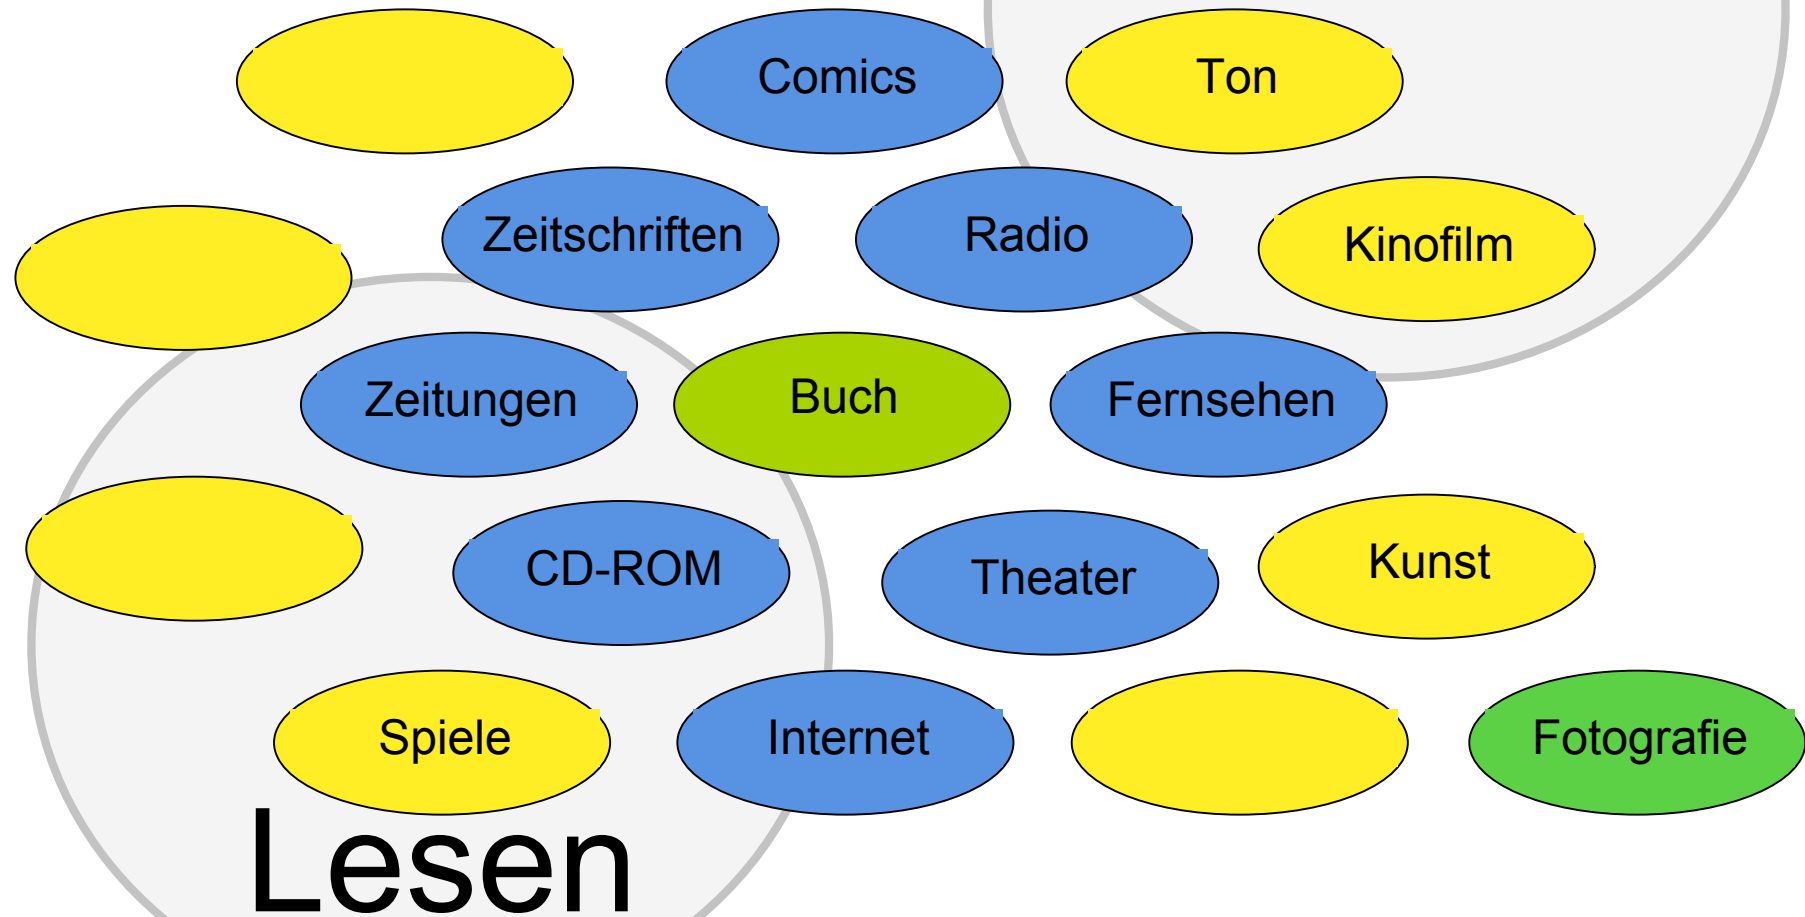 Comics
Ton
Zeitschriften
Radio
Kinofilm
Zeitungen
Buch
Fernsehen
CD-ROM
Theater
Kunst
Spiele
Internet
Fotografie
Lesen